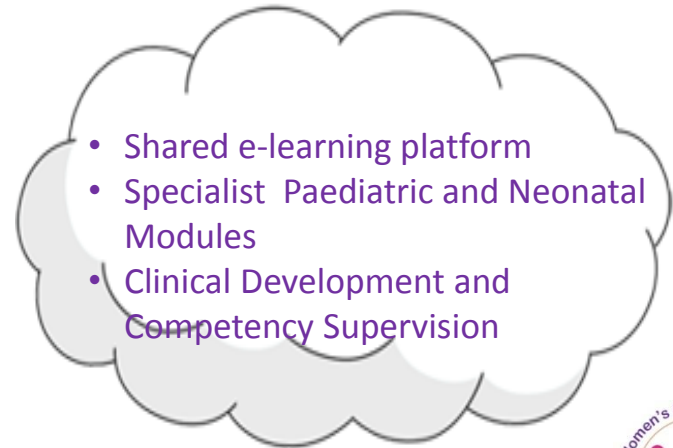 • Shared e-learning platform
• Specialist Paediatric and Neonatal
Modules
• Clinical Development and
Competency Supervision
omen's